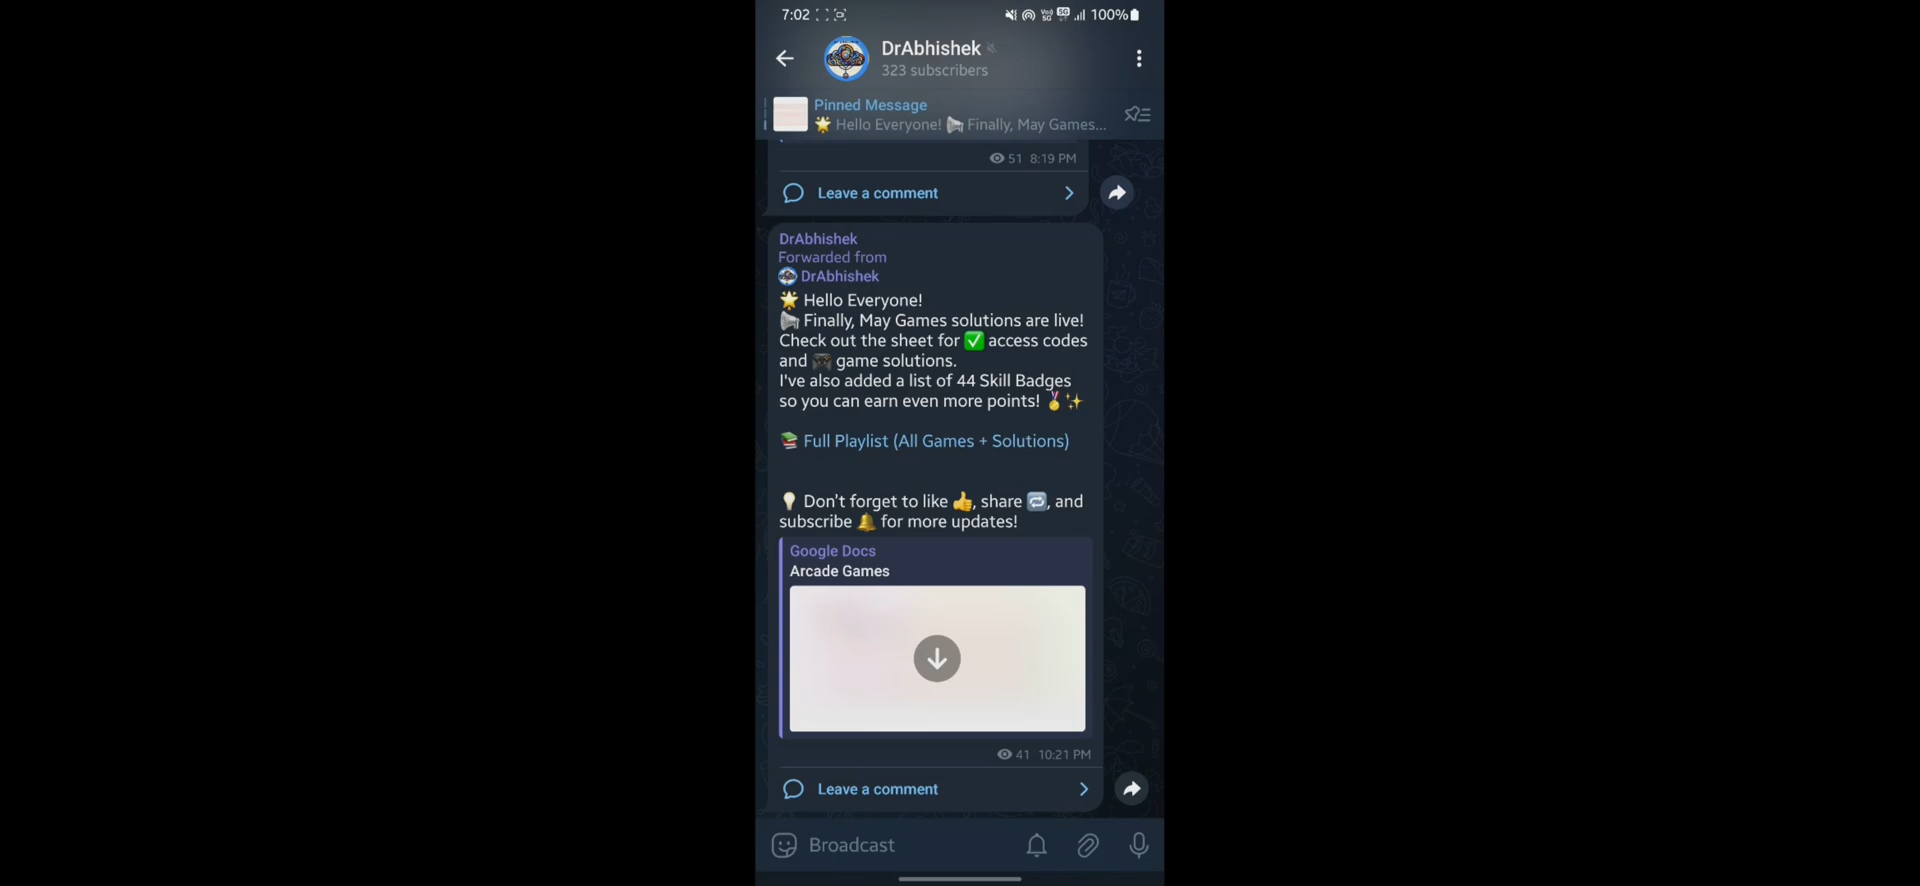 7:02 100%
DrAbhishek
323 subscribers
Pinned Message
🌟 Hello Everyone! 📢 Finally, May Games...
51 8:19 PM
Leave a comment
DrAbhishek
Forwarded from
DrAbhishek
🌟 Hello Everyone!
📢 Finally, May Games solutions are live!
Check out the sheet for ✅ access codes
and 🎮 game solutions.
I've also added a list of 44 Skill Badges
so you can earn even more points! 🏅✨
📚 Full Playlist (All Games + Solutions)
💡 Don't forget to like 👍, share 🔁, and
subscribe 🔔 for more updates!
Google Docs
Arcade Games
41 10:21 PM
Leave a comment
Broadcast